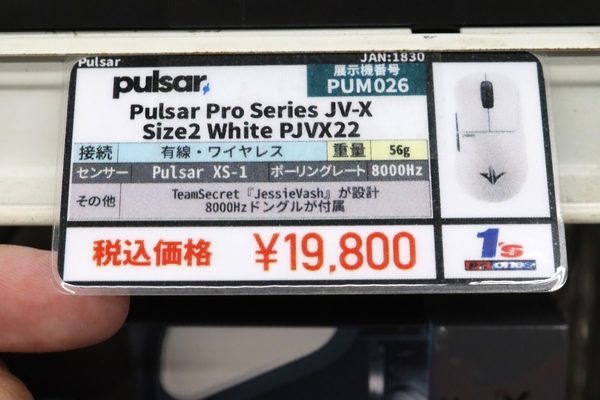 Pulsar
JAN:1830
pulsar
展示機番号
PUM026
Pulsar Pro Series JV-X
Size2 White PJVX22
接続 有線・ワイヤレス 重量 56g
センサー Pulsar XS-1 ポーリングレート 8000Hz
その他 TeamSecret『JessieVash』が設計
8000Hzドングルが付属
税込価格 ¥19,800
1's